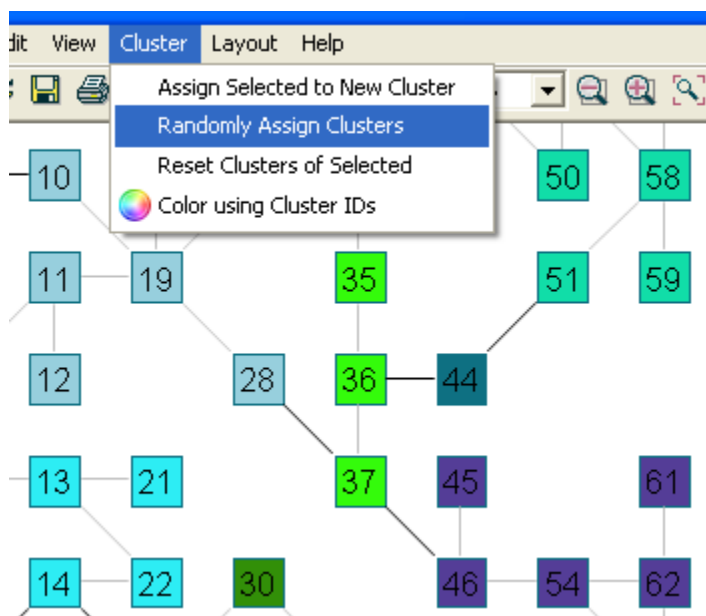 dit View Cluster Layout Help
Assign Selected to New Cluster
Randomly Assign Clusters
Reset Clusters of Selected
Color using Cluster IDs
10 50 58
11 19 35 51 59
12 28 36 44
13 21 37 45 61
14 22 30 46 54 62